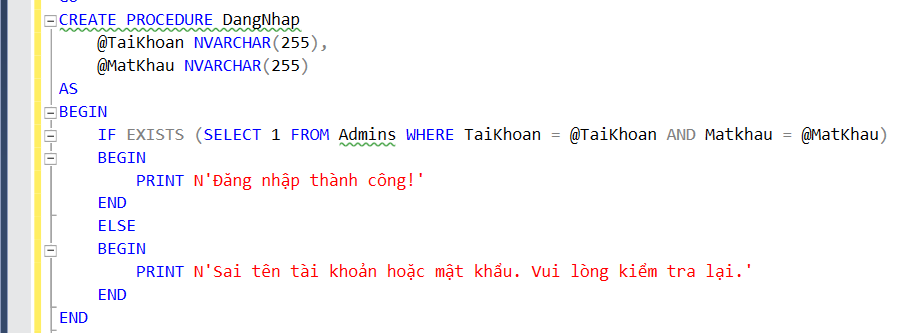 CREATE PROCEDURE DangNhap
@TaiKhoan NVARCHAR(255),
@MatKhau NVARCHAR(255)
AS
BEGIN
IF EXISTS (SELECT 1 FROM Admins WHERE TaiKhoan = @TaiKhoan AND Matkhau = @MatKhau)
BEGIN
PRINT N'Đăng nhập thành công!'
END
ELSE
BEGIN
PRINT N'Sai tên tài khoản hoặc mật khẩu. Vui lòng kiểm tra lại.'
END
END